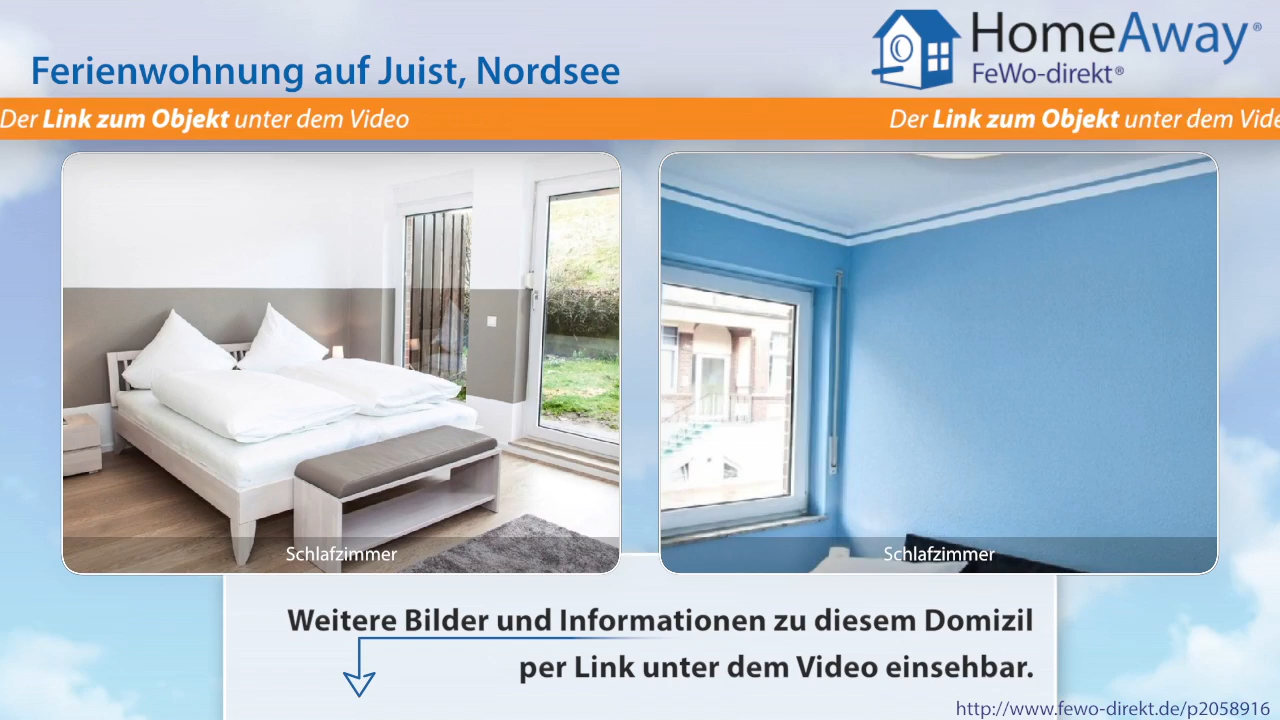 Ferienwohnung auf Juist, Nordsee
HomeAway®
FeWo-direkt®
Der Link zum Objekt unter dem Video
Der Link zum Objekt unter dem Vide
Schlafzimmer
Schlafzimmer
Weitere Bilder und Informationen zu diesem Domizil
per Link unter dem Video einsehbar.
http://www.fewo-direkt.de/p2058916